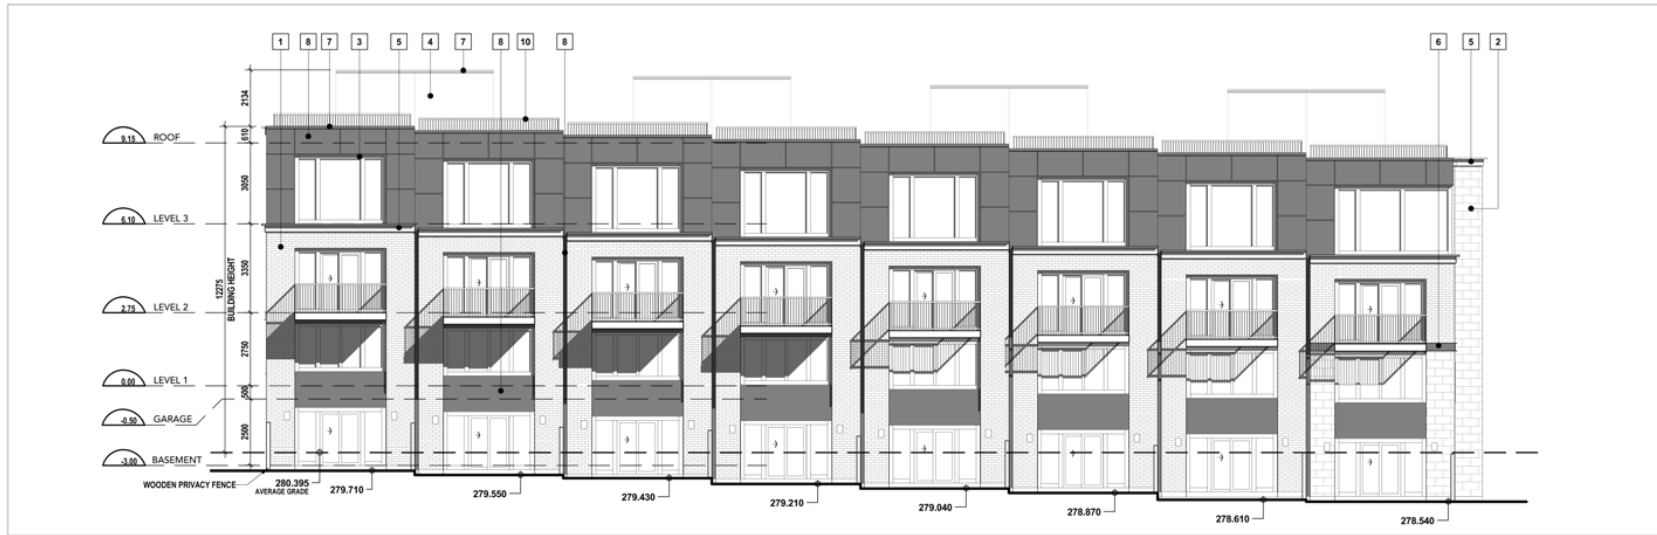 1 8 7 3 5 4 7 8 10 8 6 5 2
2134
610
9.15 ROOF
3050
6.10 LEVEL 3
3350
12275
BUILDING HEIGHT
2.75 LEVEL 2
2750
0.00 LEVEL 1
500
-0.50 GARAGE
2500
-3.00 BASEMENT
WOODEN PRIVACY FENCE
280.395
AVERAGE GRADE
279.710
279.550
279.430
279.210
279.040
278.870
278.610
278.540